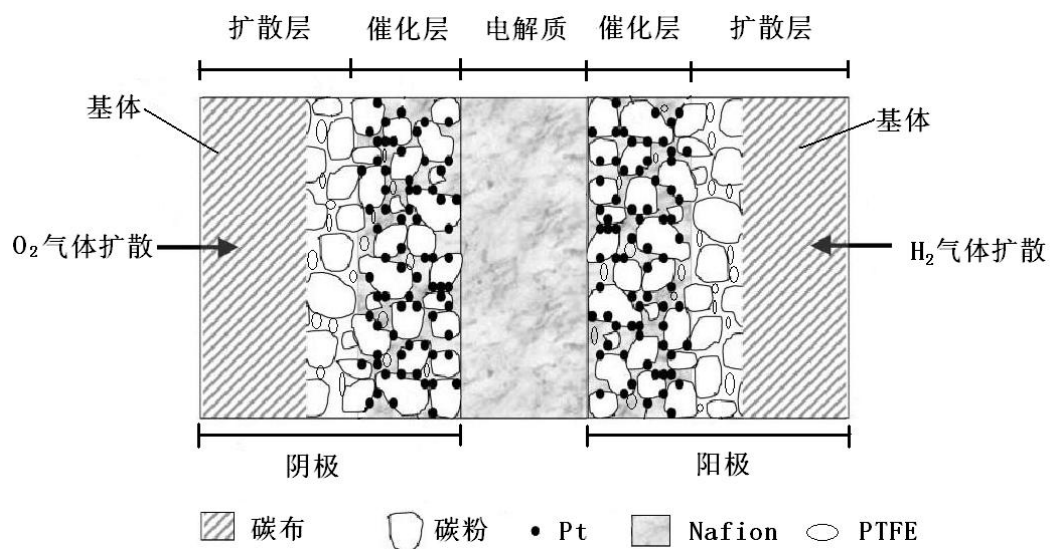 扩散层 催化层 电解质 催化层 扩散层
基体 基体
O₂气体扩散 H₂气体扩散
阴极 阳极
碳布 碳粉 Pt Nafion PTFE